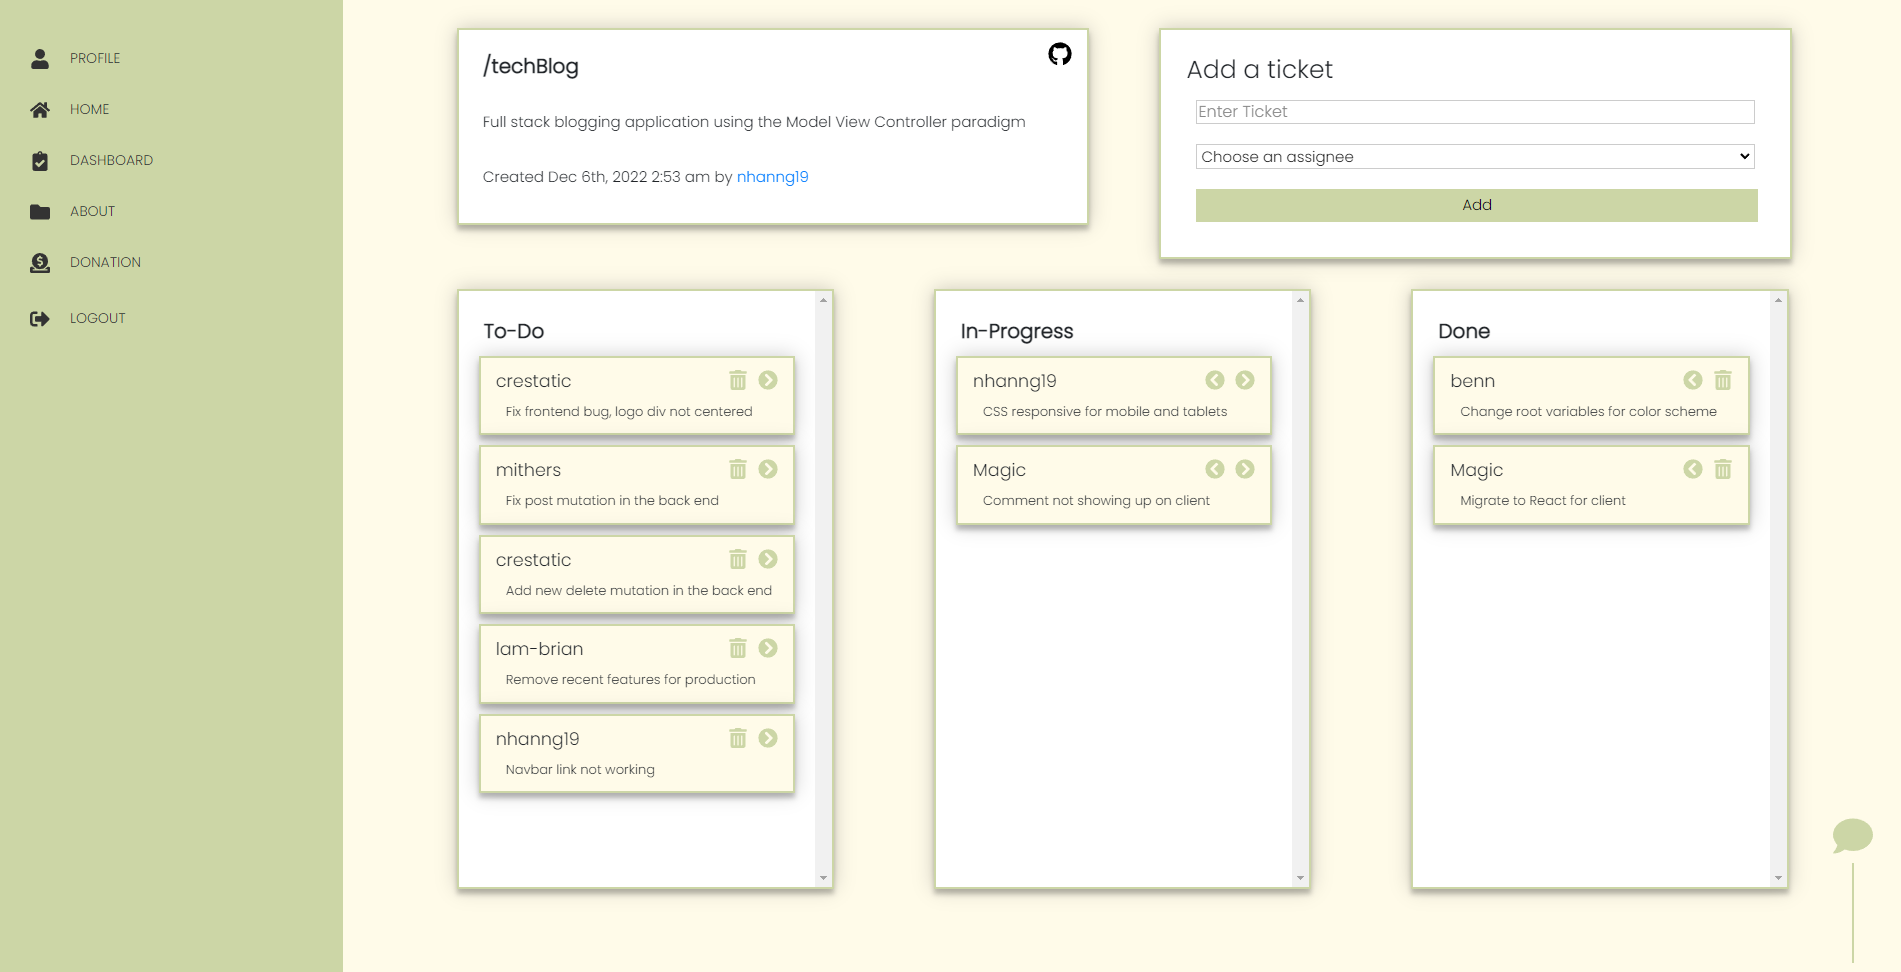 PROFILE
HOME
DASHBOARD
ABOUT
DONATION
LOGOUT
/techBlog
Full stack blogging application using the Model View Controller paradigm
Created Dec 6th, 2022 2:53 am by nhanng19
Add a ticket
Enter Ticket
Choose an assignee
Add
To-Do
crestatic
Fix frontend bug, logo div not centered
mithers
Fix post mutation in the back end
crestatic
Add new delete mutation in the back end
lam-brian
Remove recent features for production
nhanng19
Navbar link not working
In-Progress
nhanng19
CSS responsive for mobile and tablets
Magic
Comment not showing up on client
Done
benn
Change root variables for color scheme
Magic
Migrate to React for client